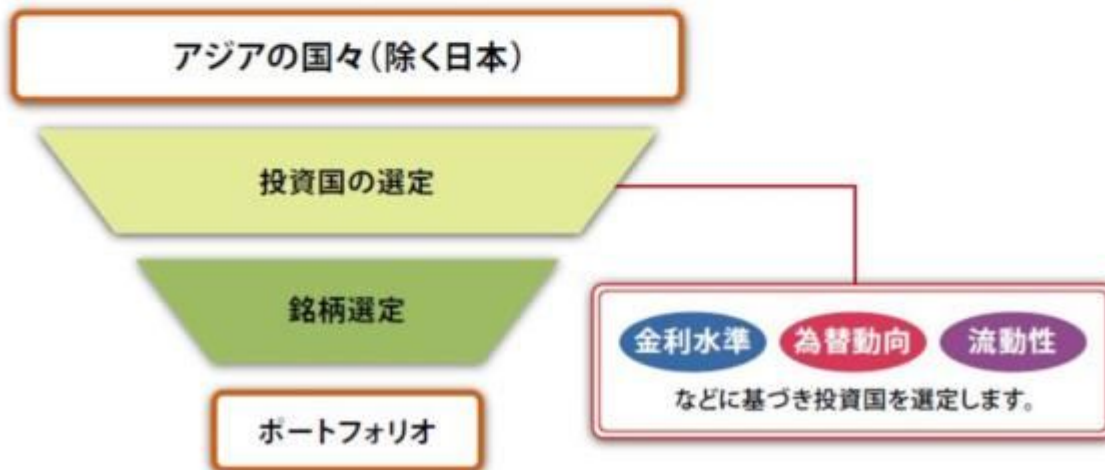 アジアの国々(除く日本)
投資国の選定
銘柄選定
ポートフォリオ
金利水準 為替動向 流動性
などに基づき投資国を選定します。